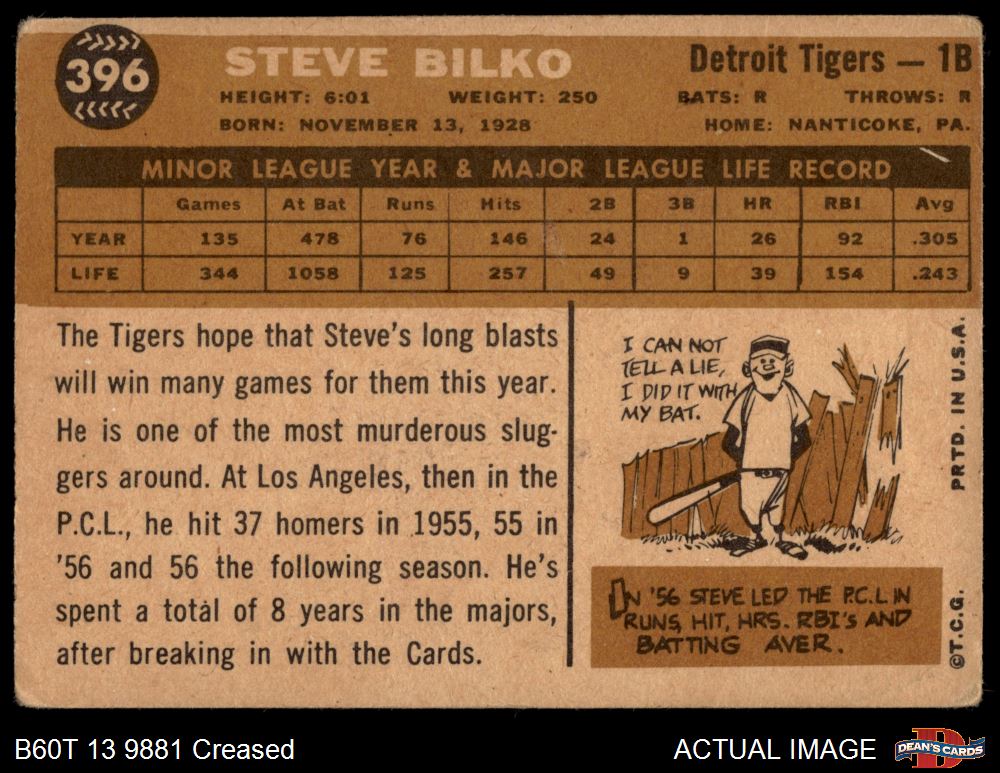 396
STEVE BILKO
Detroit Tigers — 1B
HEIGHT: 6:01 WEIGHT: 250 BATS: R THROWS: R
BORN: NOVEMBER 13, 1928 HOME: NANTICOKE, PA.
MINOR LEAGUE YEAR & MAJOR LEAGUE LIFE RECORD
Games At Bat Runs Hits 2B 3B HR RBI Avg
YEAR 135 478 76 146 24 1 26 92 .305
LIFE 344 1058 125 257 49 9 39 154 .243
The Tigers hope that Steve's long blasts
will win many games for them this year.
He is one of the most murderous slug-
gers around. At Los Angeles, then in the
P.C.L., he hit 37 homers in 1955, 55 in
'56 and 56 the following season. He's
spent a total of 8 years in the majors,
after breaking in with the Cards.
I CAN NOT
TELL A LIE,
I DID IT WITH
MY BAT.
IN '56 STEVE LED THE P.C.L. IN
RUNS, HIT, HRS. RBI'S AND
BATTING AVER.
PRTD. IN U.S.A.
©T.C.G.
B60T 13 9881 Creased
ACTUAL IMAGE
DEAN'S CARDS